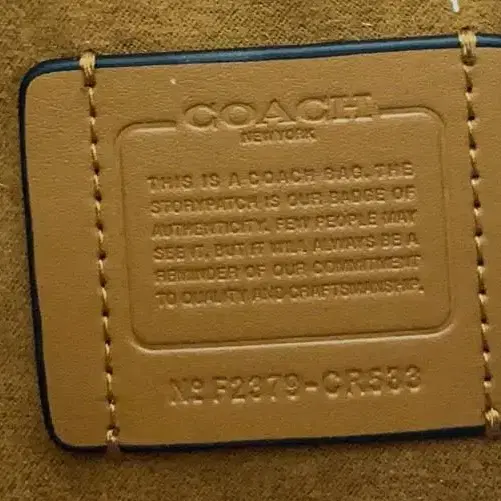 COACH
NEW YORK
THIS IS A COACH BAG. THE
STORYPATCH IS OUR BADGE OF
AUTHENTICITY. FEW PEOPLE MAY
SEE IT, BUT IT WILL ALWAYS BE A
REMINDER OF OUR COMMITMENT
TO QUALITY AND CRAFTSMANSHIP.
Nº F2379-CR533